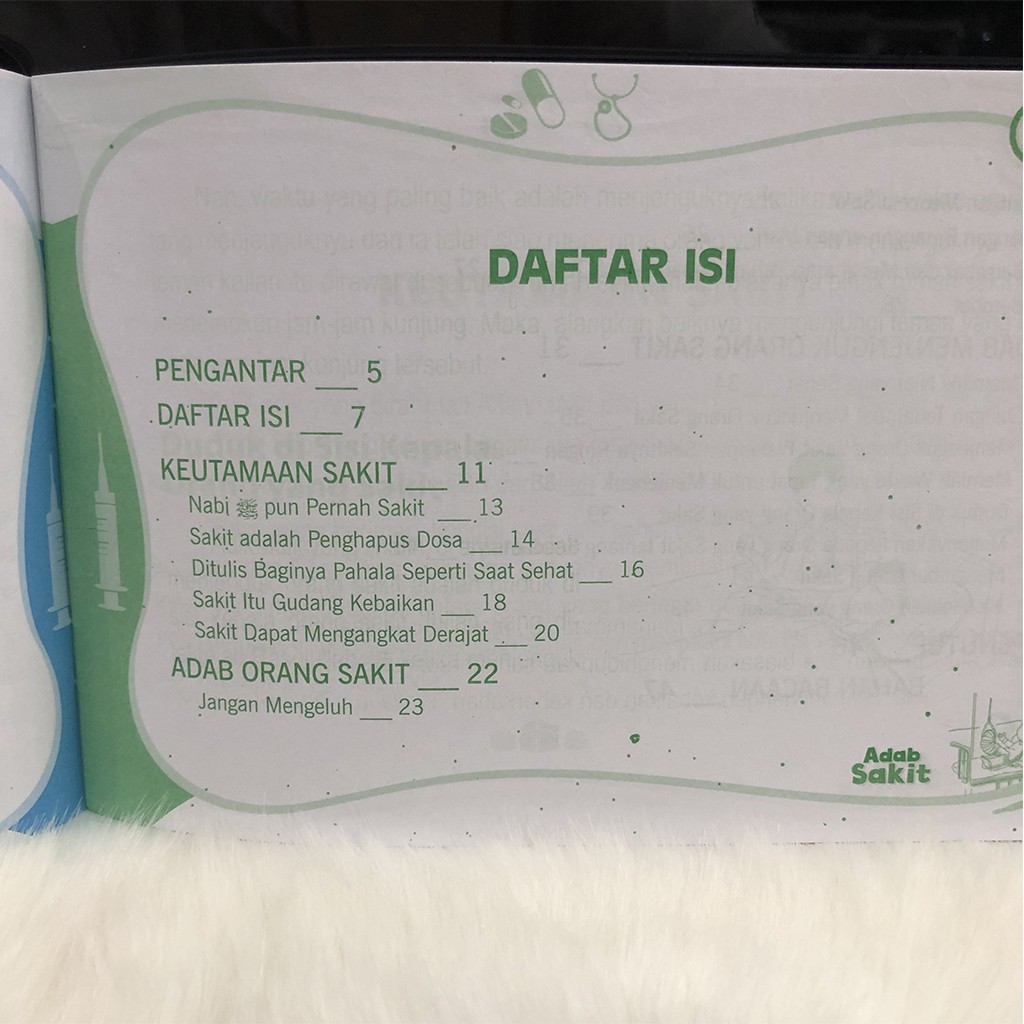 DAFTAR ISI
PENGANTAR ___ 5
DAFTAR ISI ___ 7
KEUTAMAAN SAKIT ___ 11
Nabi ﷺ pun Pernah Sakit ___ 13
Sakit adalah Penghapus Dosa ___ 14
Ditulis Baginya Pahala Seperti Saat Sehat ___ 16
Sakit Itu Gudang Kebaikan ___ 18
Sakit Dapat Mengangkat Derajat ___ 20
ADAB ORANG SAKIT ___ 22
Jangan Mengeluh ___ 23
Adab
Sakit